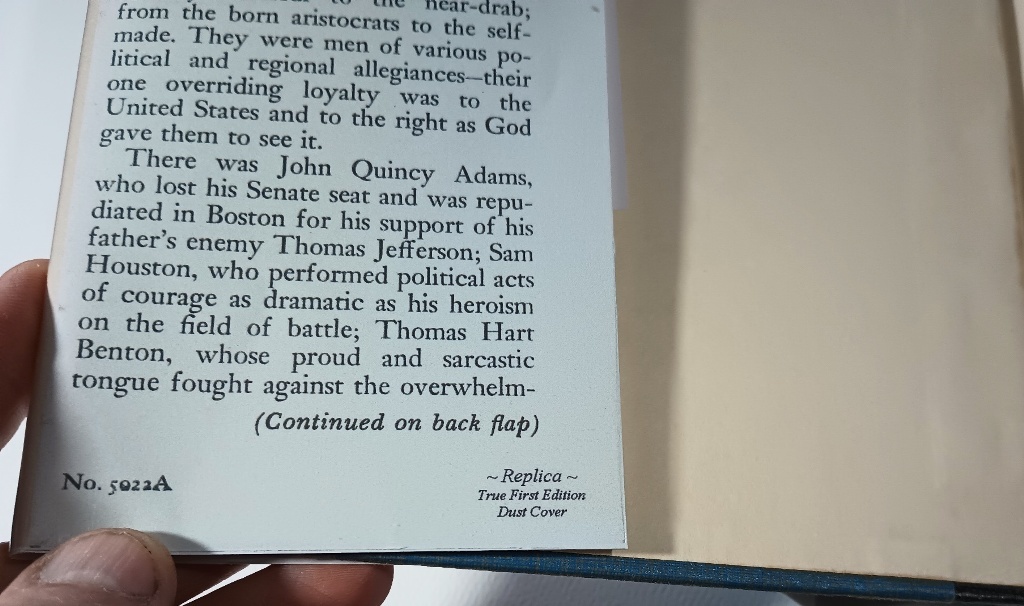 to the near-drab;
from the born aristocrats to the self-
made. They were men of various po-
litical and regional allegiances—their
one overriding loyalty was to the
United States and to the right as God
gave them to see it.
There was John Quincy Adams,
who lost his Senate seat and was repu-
diated in Boston for his support of his
father's enemy Thomas Jefferson; Sam
Houston, who performed political acts
of courage as dramatic as his heroism
on the field of battle; Thomas Hart
Benton, whose proud and sarcastic
tongue fought against the overwhelm-
(Continued on back flap)
No. 5022A
~ Replica ~
True First Edition
Dust Cover